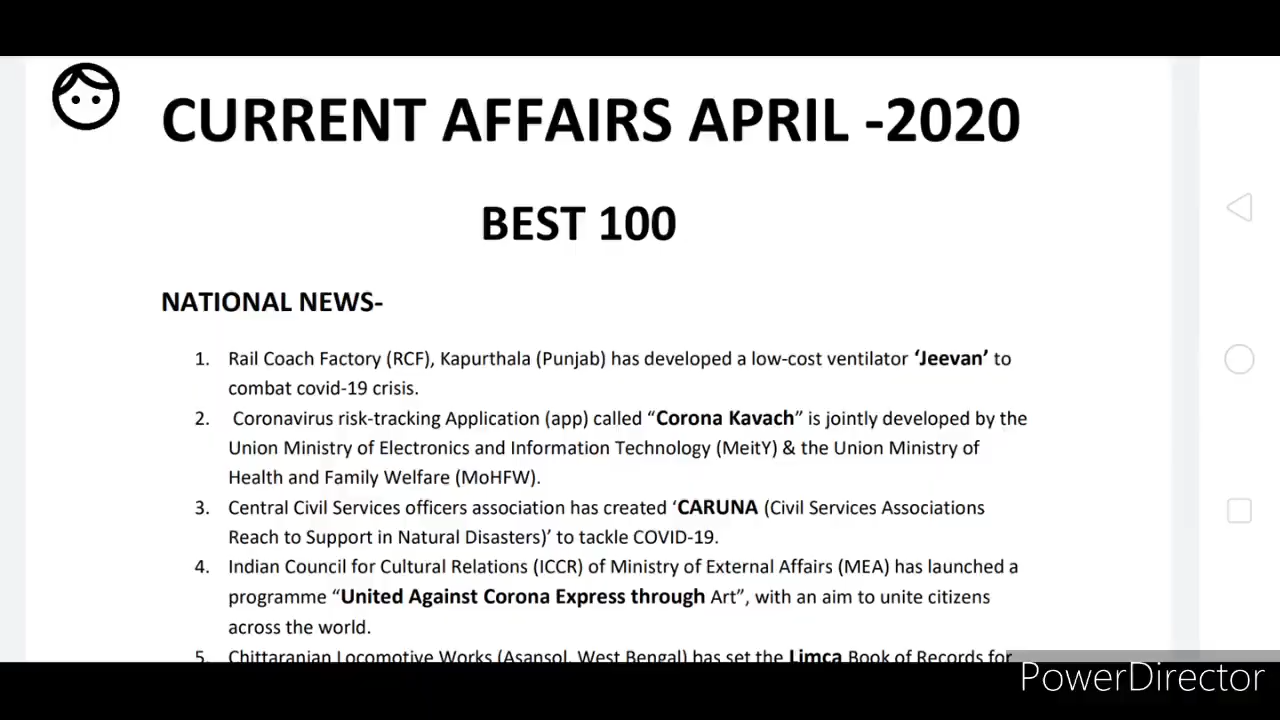 CURRENT AFFAIRS APRIL -2020
BEST 100
NATIONAL NEWS-
1. Rail Coach Factory (RCF), Kapurthala (Punjab) has developed a low-cost ventilator ‘Jeevan’ to
combat covid-19 crisis.
2. Coronavirus risk-tracking Application (app) called “Corona Kavach” is jointly developed by the
Union Ministry of Electronics and Information Technology (MeitY) & the Union Ministry of
Health and Family Welfare (MoHFW).
3. Central Civil Services officers association has created ‘CARUNA (Civil Services Associations
Reach to Support in Natural Disasters)’ to tackle COVID-19.
4. Indian Council for Cultural Relations (ICCR) of Ministry of External Affairs (MEA) has launched a
programme “United Against Corona Express through Art”, with an aim to unite citizens
across the world.
5. Chittaranjan Locomotive Works (Asansol, West Bengal) has set the Limca Book of Records for
PowerDirector